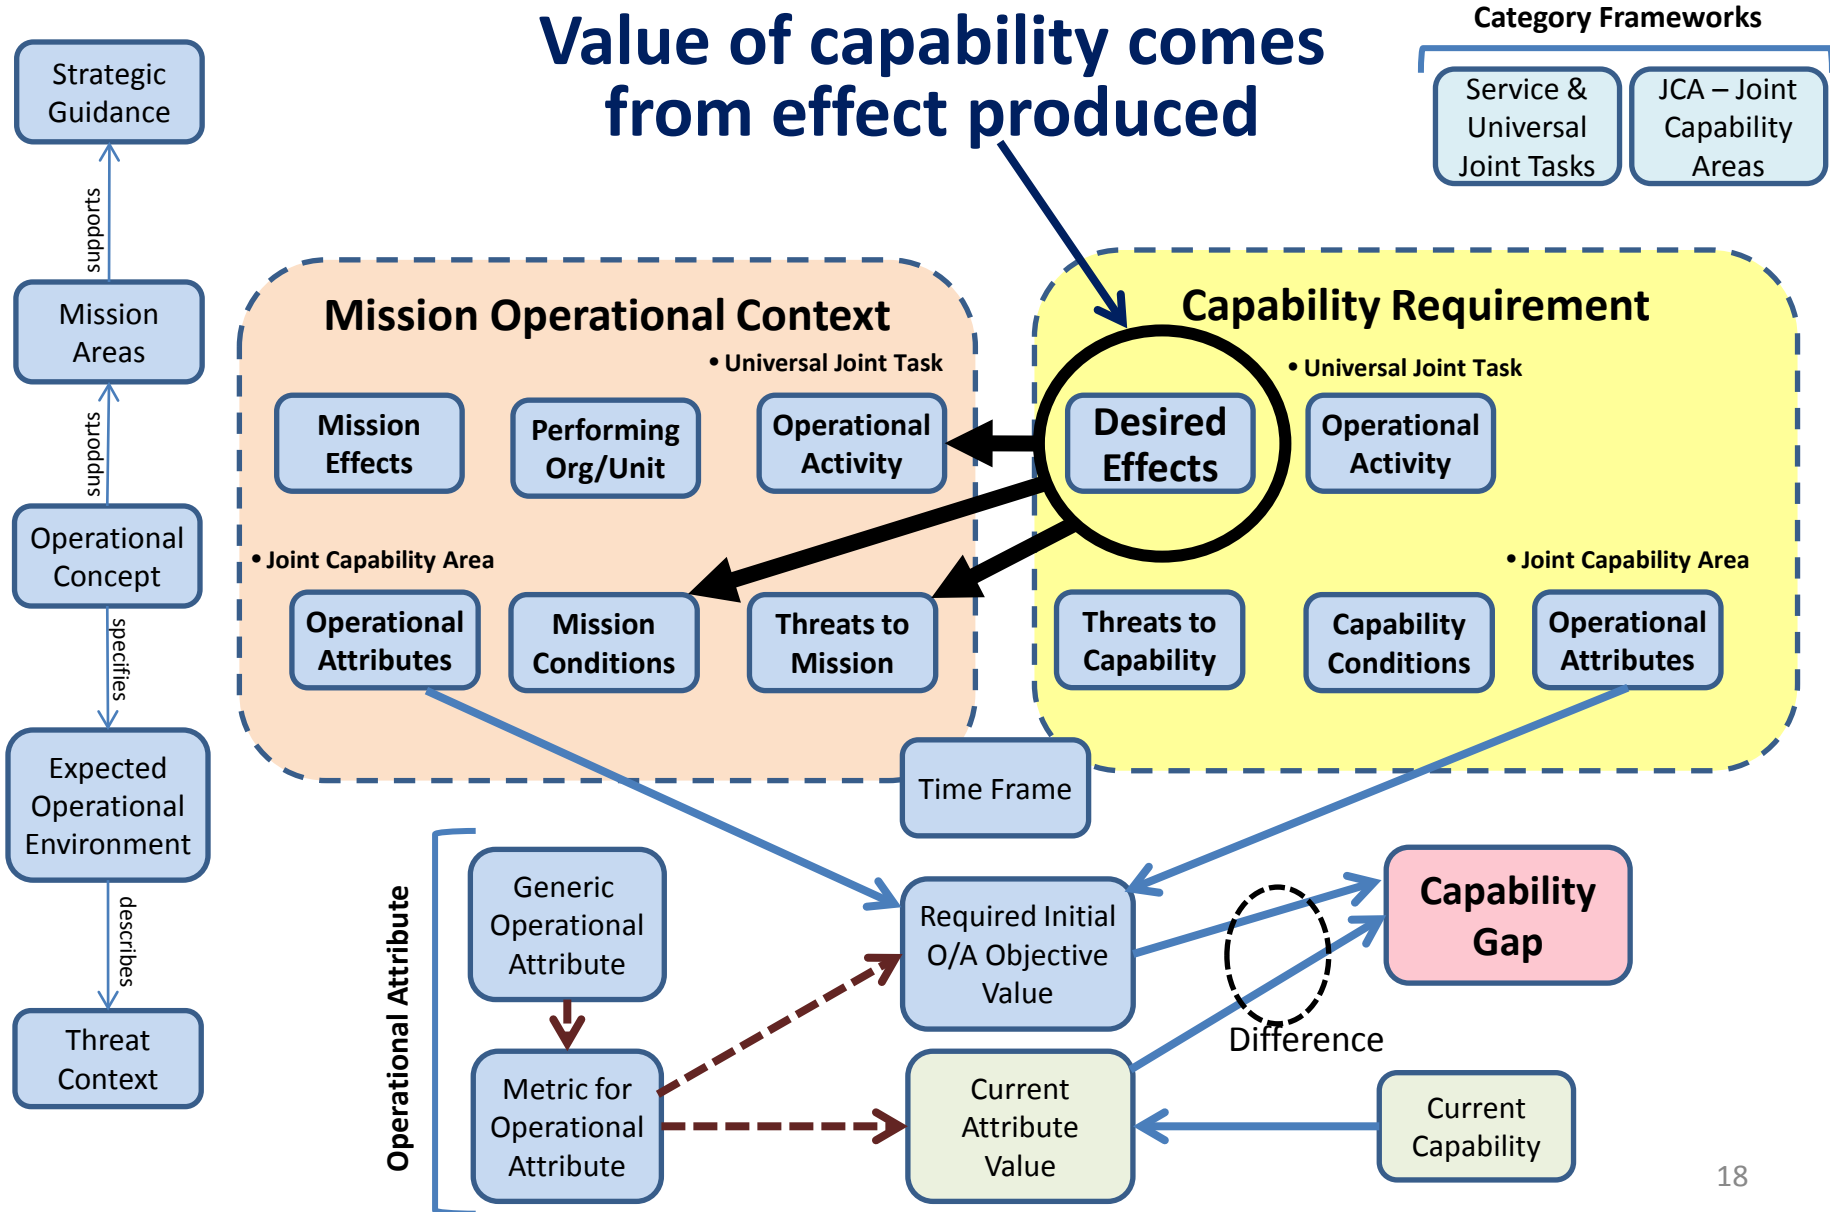 Value of capability comes
from effect produced
Category Frameworks
Service &
Universal
Joint Tasks
JCA – Joint
Capability
Areas
Strategic
Guidance
supports
Mission
Areas
supports
Operational
Concept
specifies
Expected
Operational
Environment
describes
Threat
Context
Mission Operational Context
• Universal Joint Task
Mission
Effects
Performing
Org/Unit
Operational
Activity
• Joint Capability Area
Operational
Attributes
Mission
Conditions
Threats to
Mission
Capability Requirement
• Universal Joint Task
Desired
Effects
Operational
Activity
• Joint Capability Area
Threats to
Capability
Capability
Conditions
Operational
Attributes
Time Frame
Operational Attribute
Generic
Operational
Attribute
Metric for
Operational
Attribute
Required Initial
O/A Objective
Value
Current
Attribute
Value
Difference
Capability
Gap
Current
Capability
18